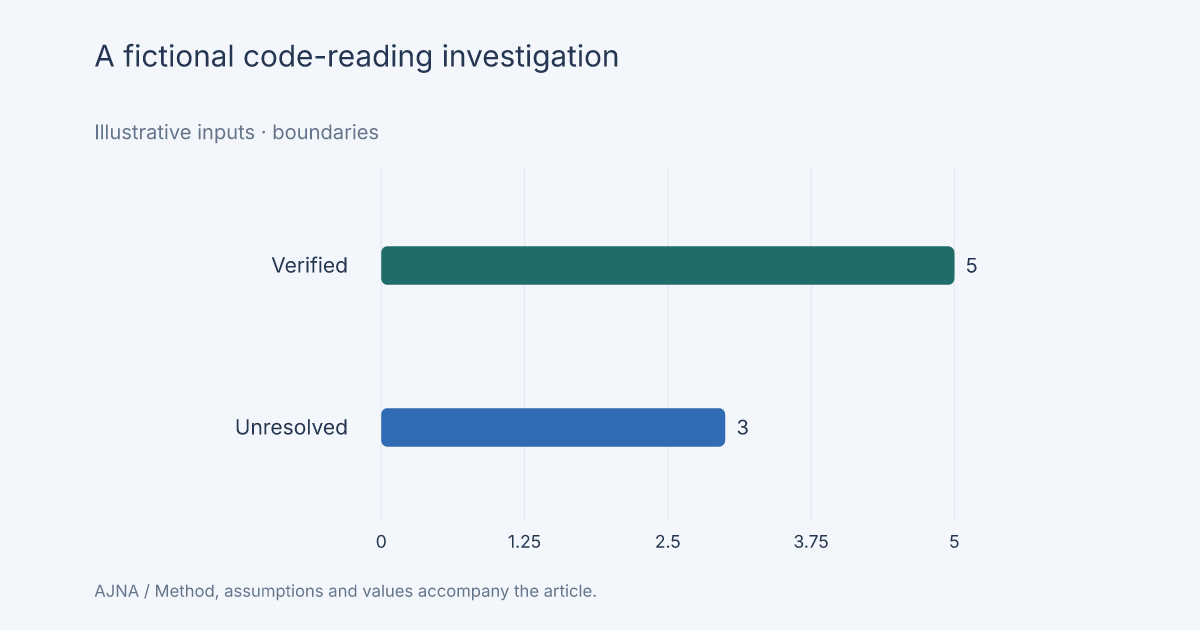 A fictional code-reading investigation
Illustrative inputs · boundaries
Verified 5
Unresolved 3
0 1.25 2.5 3.75 5
AJNA / Method, assumptions and values accompany the article.